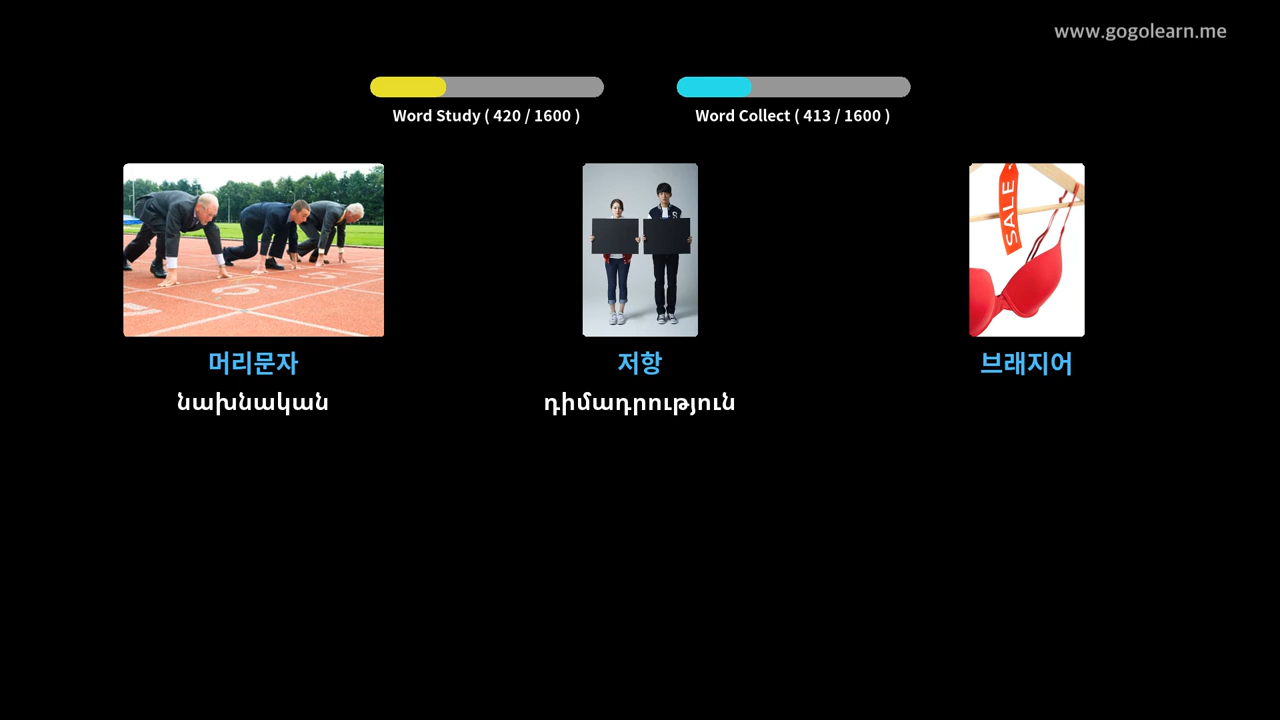 www.gogolearn.me
Word Study ( 420 / 1600 )
Word Collect ( 413 / 1600 )
SALE
머리문자
저항
브래지어
նախնական
դիմադրություն